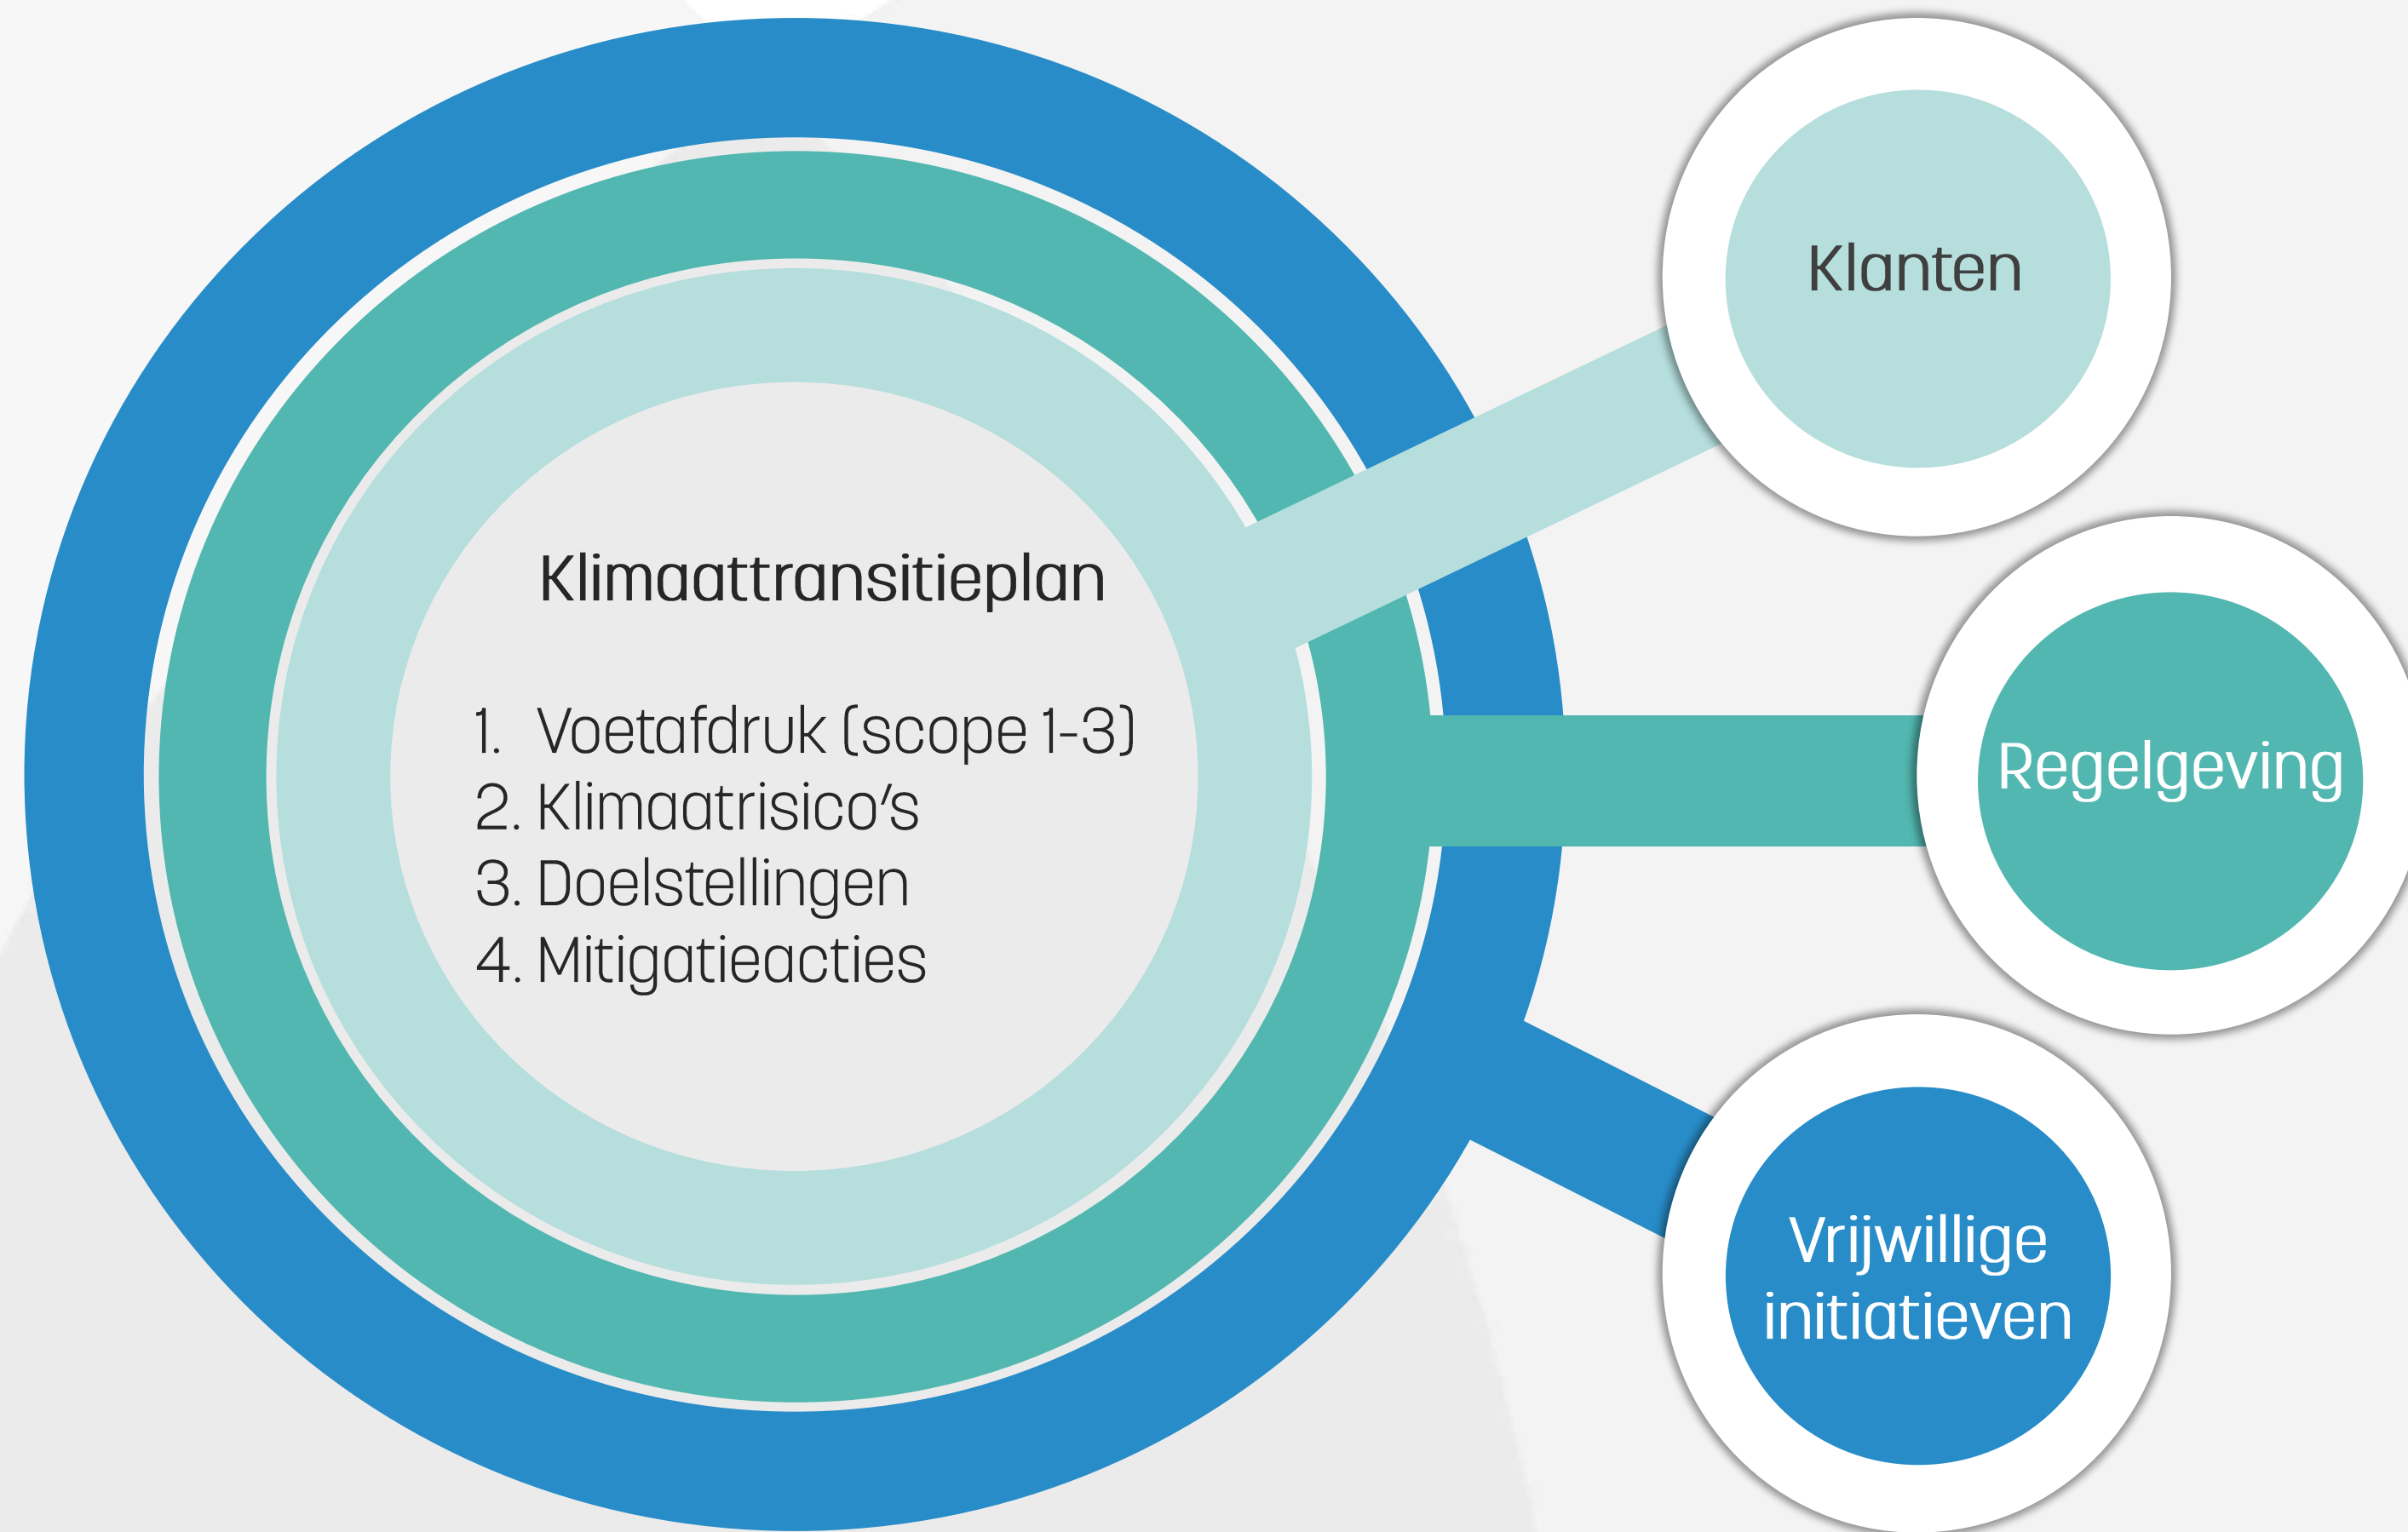 Klimaattransitieplan
1. Voetafdruk (scope 1-3)
2. Klimaatrisico's
3. Doelstellingen
4. Mitigatieacties
Klanten
Regelgeving
Vrijwillige
initiatieven